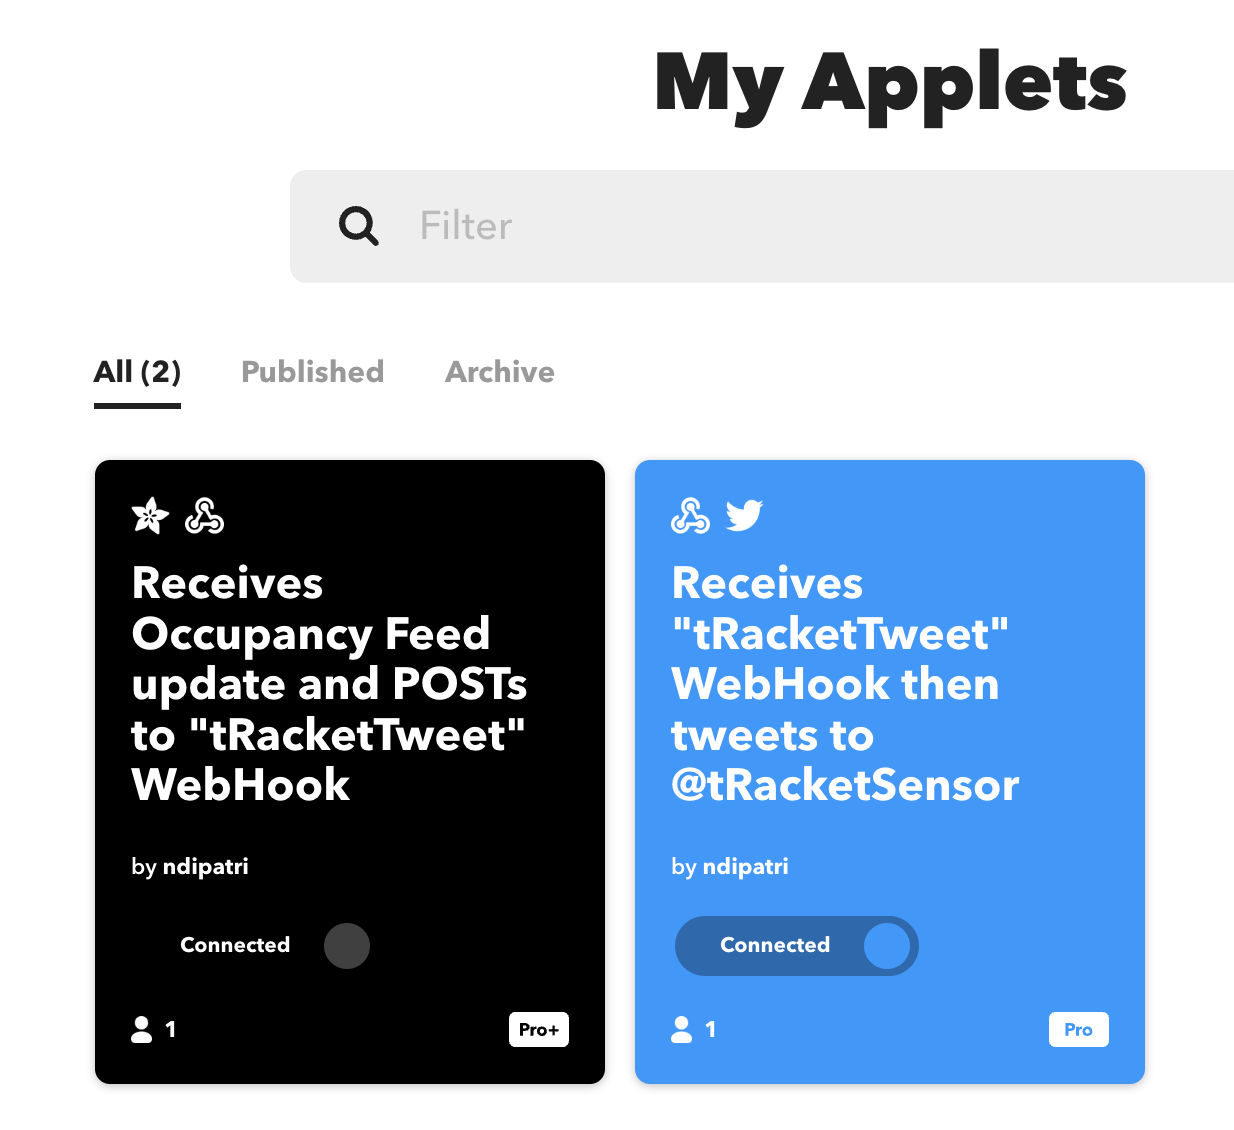 My Applets
Filter
All (2)
Published
Archive
Receives
Occupancy Feed
update and POSTs
to "tRacketTweet"
WebHook
by ndipatri
Connected
1
Pro+
Receives
"tRacketTweet"
WebHook then
tweets to
@tRacketSensor
by ndipatri
Connected
1
Pro